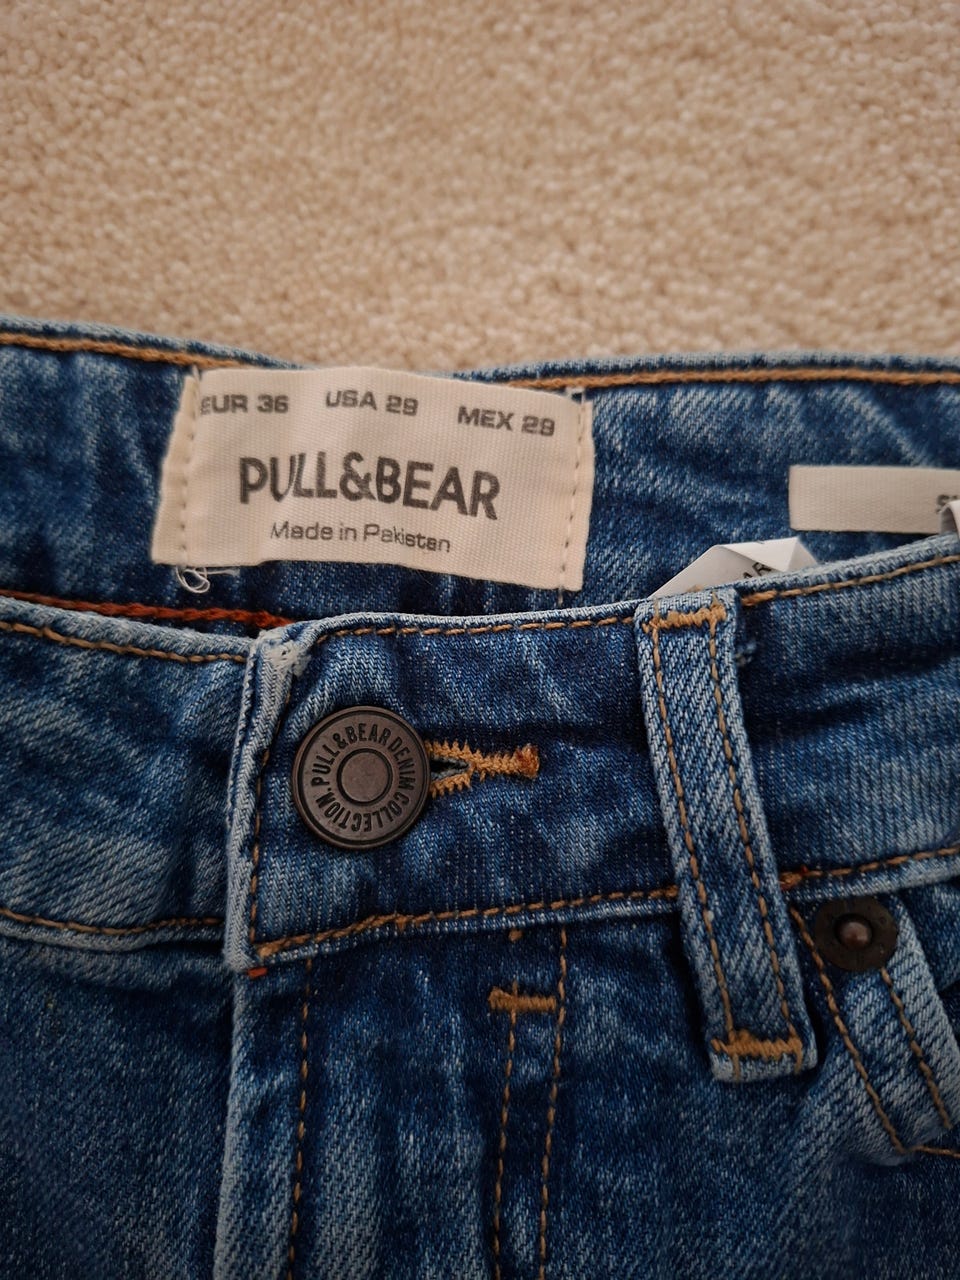 EUR 36 USA 29 MEX 29
PULL&BEAR
Made in Pakistan
PULL&BEAR DENIM COLLECTION.